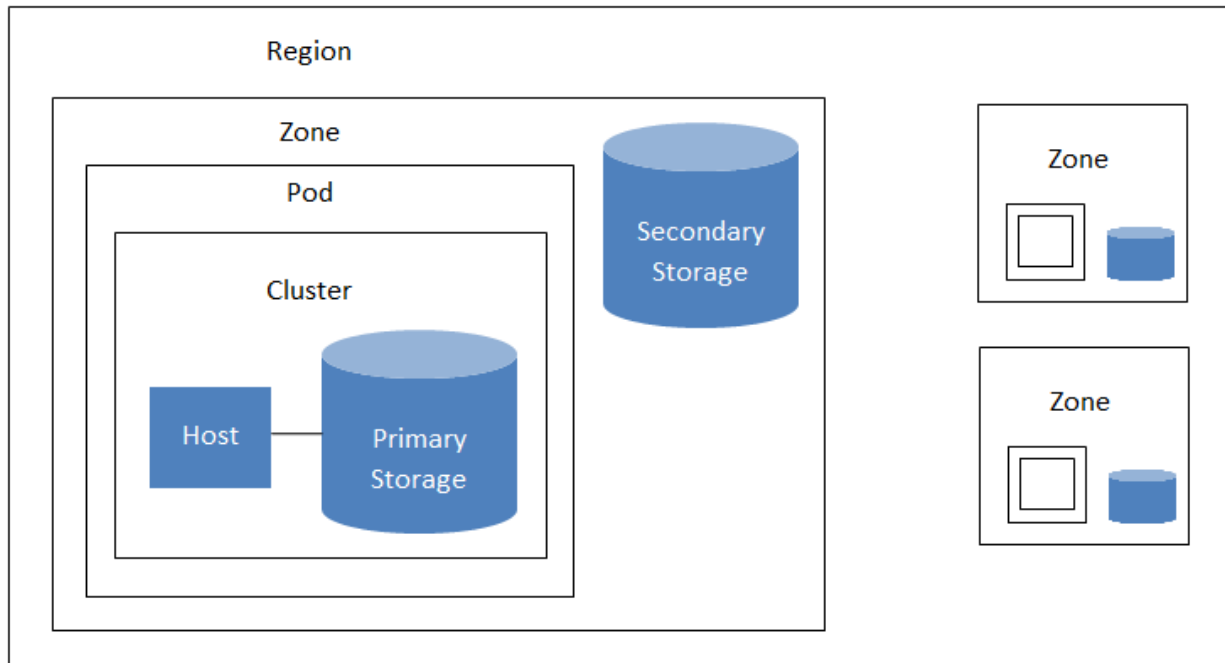 Region
Zone
Pod
Cluster
Host
Primary
Storage
Secondary
Storage
Zone
Zone